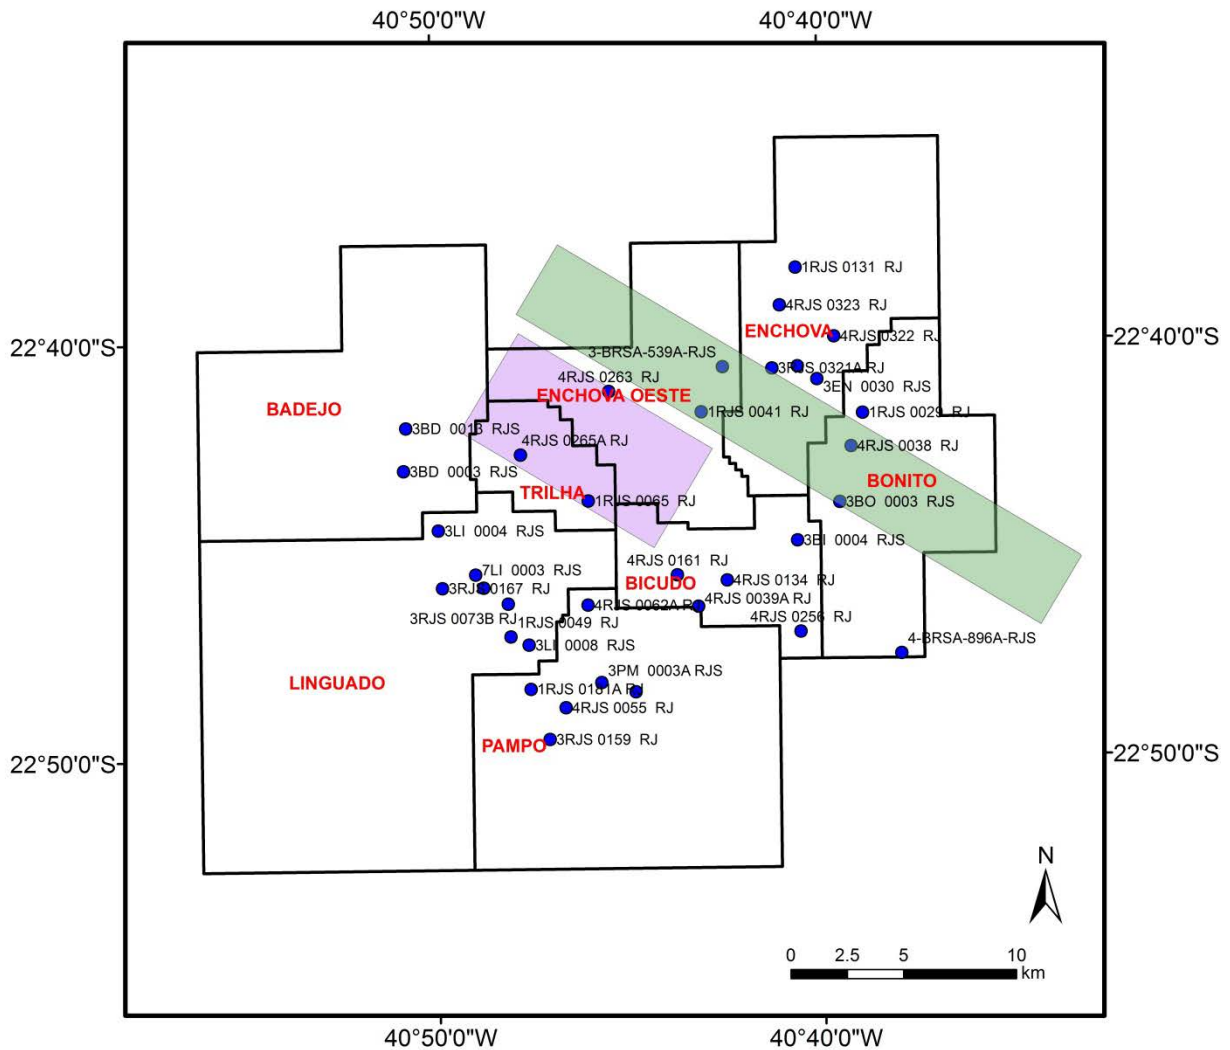 40°50'0"W
40°40'0"W
1RJS 0131 RJ
4RJS 0323 RJ
ENCHOVA
4RJS 0322 RJ
22°40'0"S
22°40'0"S
3-BRSA-539A-RJS
3RJS 0321A RJ
4RJS 0263 RJ
3EN 0030 RJS
ENCHOVA OESTE
BADEJO
1RJS 0041 RJ
1RJS 0029 RJ
3BD 0013 RJS
4RJS 0265A RJ
4RJS 0038 RJ
3BD 0003 RJS
BONITO
TRILHA
1RJS 0065 RJ
3BO 0003 RJS
3LI 0004 RJS
3BI 0004 RJS
4RJS 0161 RJ
7LI 0003 RJS
BICUDO
4RJS 0134 RJ
3RJS 0167 RJ
4RJS 0039A RJ
4RJS 0062A RJ
3RJS 0073B RJ
1RJS 0049 RJ
4RJS 0256 RJ
4-BRSA-896A-RJS
3LI 0008 RJS
3PM 0003A RJS
LINGUADO
1RJS 0181A RJ
4RJS 0055 RJ
PAMPO
3RJS 0159 RJ
22°50'0"S
22°50'0"S
N
0 2.5 5 10
km
40°50'0"W
40°40'0"W